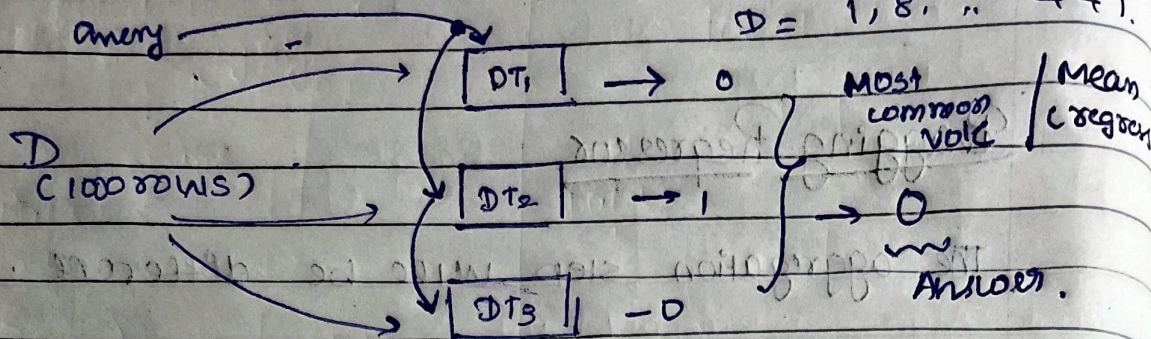 Query
D = 1, 8, ..
DT1 → 0
Most common vote / Mean (regres
D
(1000 rows)
DT2 → 1
→ 0
Answer.
DT3 - 0